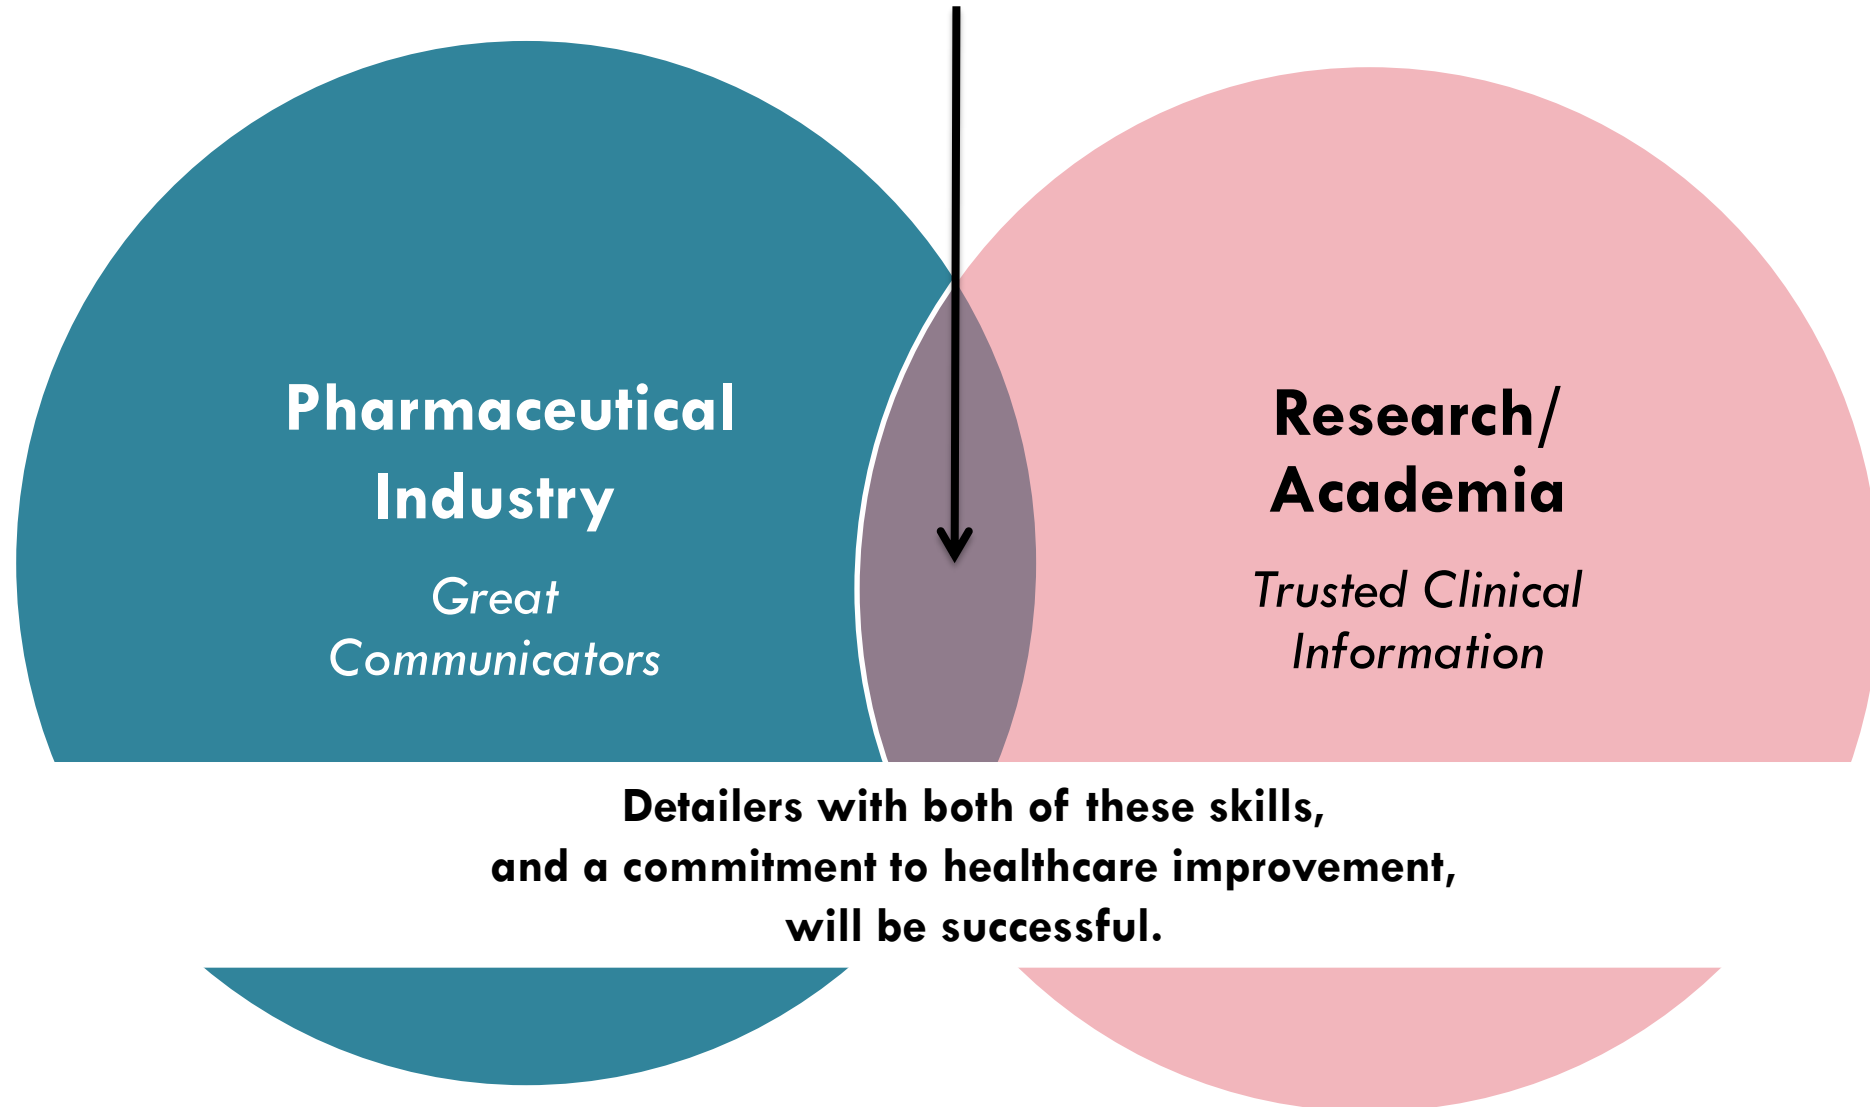 Pharmaceutical
Industry
Great
Communicators
Research/
Academia
Trusted Clinical
Information
Detailers with both of these skills,
and a commitment to healthcare improvement,
will be successful.